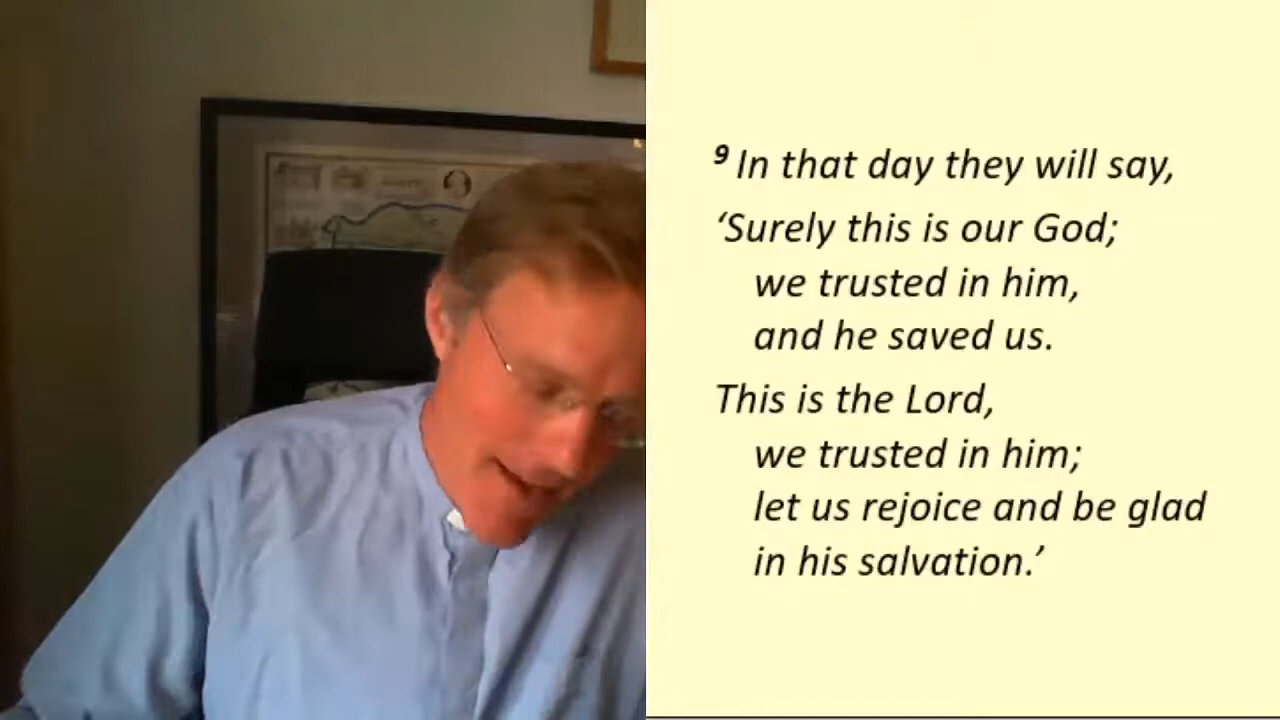 ⁹ In that day they will say,
‘Surely this is our God;
we trusted in him,
and he saved us.
This is the Lord,
we trusted in him;
let us rejoice and be glad
in his salvation.’